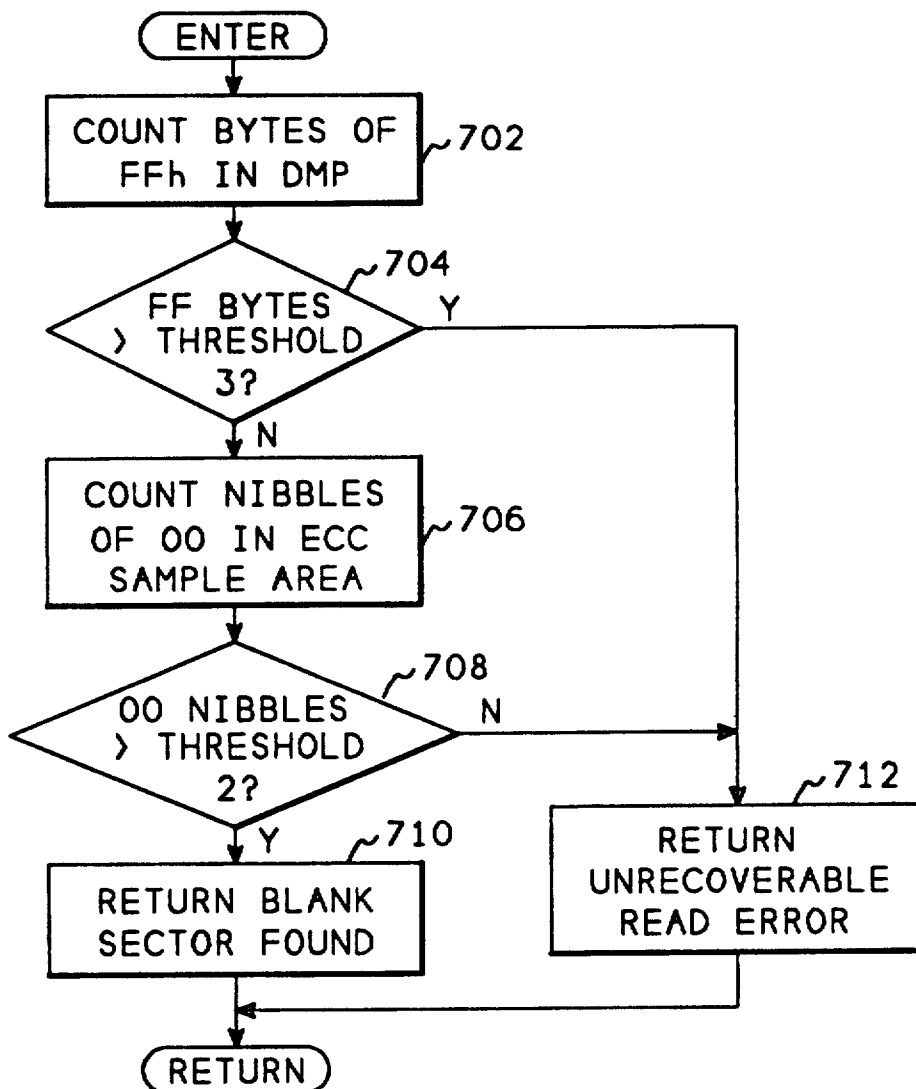 ENTER
COUNT BYTES OF
FFh IN DMP
702
704
FF BYTES
> THRESHOLD
3?
Y
N
COUNT NIBBLES
OF 00 IN ECC
SAMPLE AREA
706
708
00 NIBBLES
> THRESHOLD
2?
N
Y
710
RETURN BLANK
SECTOR FOUND
712
RETURN
UNRECOVERABLE
READ ERROR
RETURN